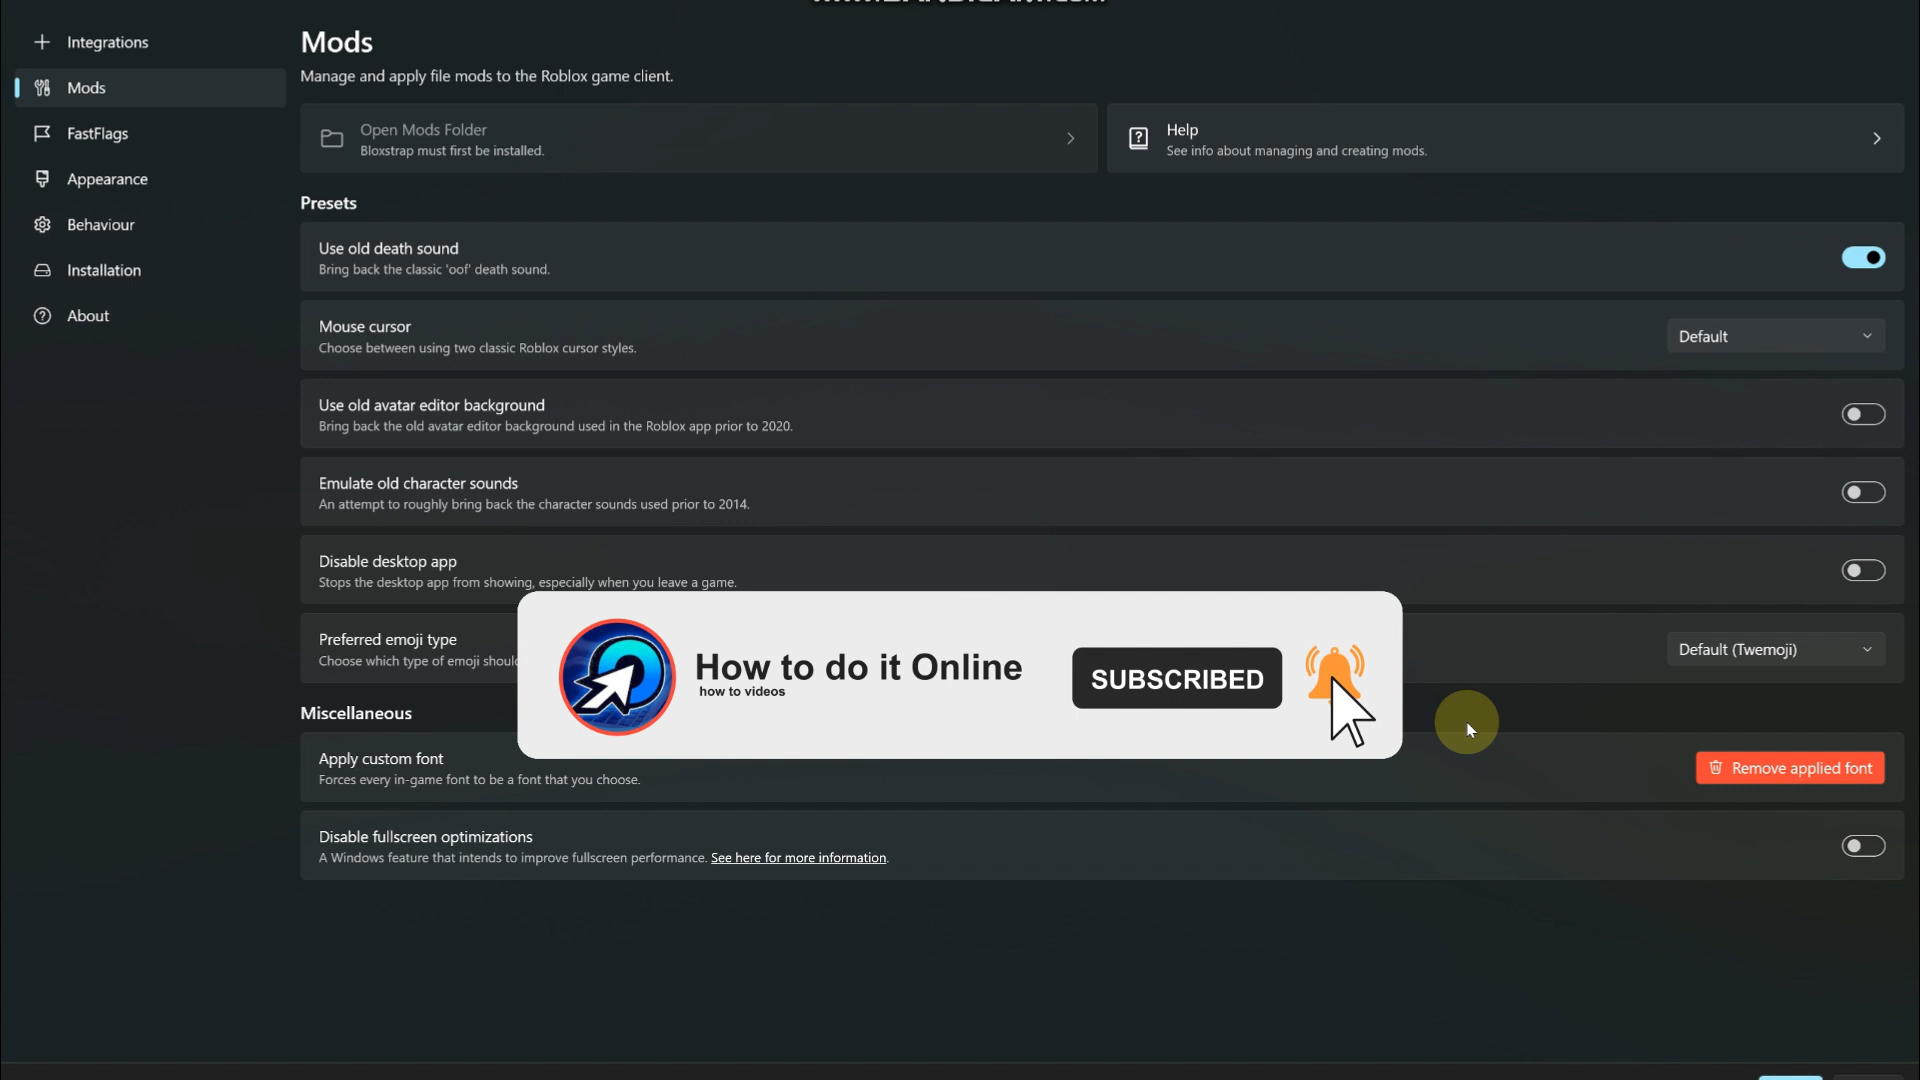 Integrations
Mods
FastFlags
Appearance
Behaviour
Installation
About
Mods
Manage and apply file mods to the Roblox game client.
Open Mods Folder
Bloxstrap must first be installed.
Help
See info about managing and creating mods.
Presets
Use old death sound
Bring back the classic 'oof' death sound.
Mouse cursor
Choose between using two classic Roblox cursor styles.
Default
Use old avatar editor background
Bring back the old avatar editor background used in the Roblox app prior to 2020.
Emulate old character sounds
An attempt to roughly bring back the character sounds used prior to 2014.
Disable desktop app
Stops the desktop app from showing, especially when you leave a game.
Preferred emoji type
Choose which type of emoji
Default (Twemoji)
How to do it Online
how to videos
SUBSCRIBED
Miscellaneous
Apply custom font
Forces every in-game font to be a font that you choose.
Remove applied font
Disable fullscreen optimizations
A Windows feature that intends to improve fullscreen performance. See here for more information.